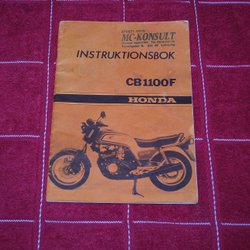 MC-KONSULT
INSTRUKTIONSBOK
CB1100F
HONDA